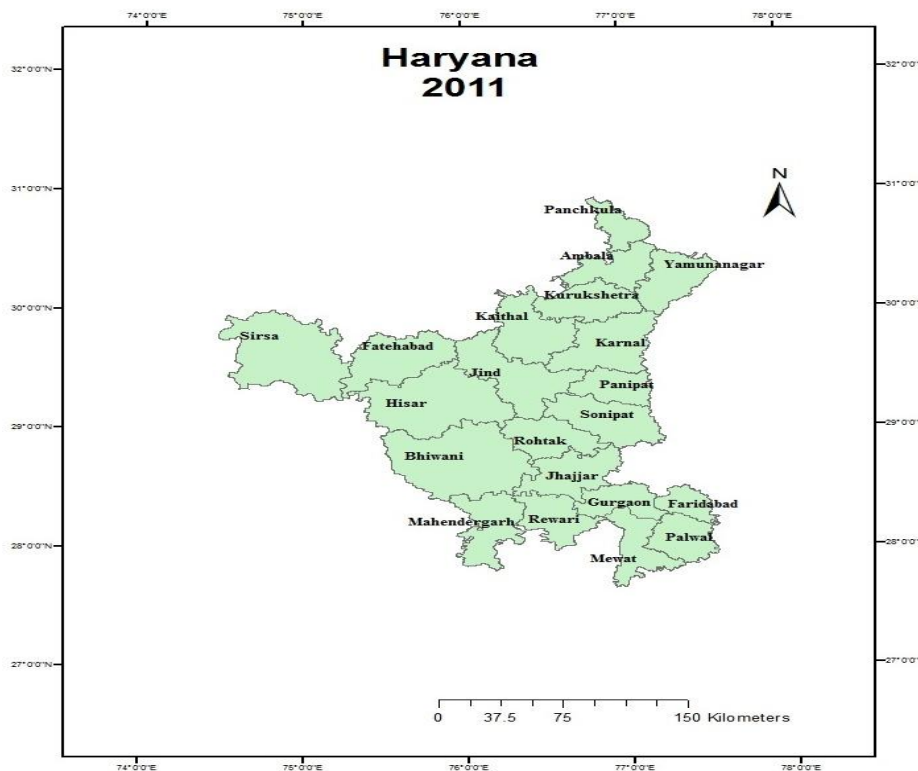 74°0'0"E 75°0'0"E 76°0'0"E 77°0'0"E 78°0'0"E
Haryana
2011
32°0'0"N 32°0'0"N
31°0'0"N 31°0'0"N
N
Panchkula
Ambala
Yamunanagar
Kurukshetra
30°0'0"N 30°0'0"N
Kaithal
Sirsa
Fatehabad
Karnal
Jind
Panipat
Hisar
Sonipat
29°0'0"N 29°0'0"N
Rohtak
Bhiwani
Jhajjar
Gurgaon
Faridabad
Mahendergarh
Rewari
Palwal
28°0'0"N 28°0'0"N
Mewat
27°0'0"N 27°0'0"N
0 37.5 75 150 Kilometers
74°0'0"E 75°0'0"E 76°0'0"E 77°0'0"E 78°0'0"E